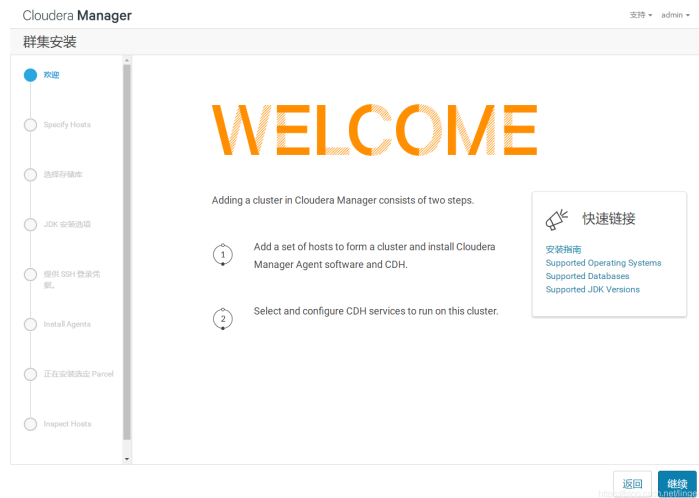 Cloudera Manager
支持
admin
群集安装
欢迎
Specify Hosts
选择存储库
JDK 安装选项
提供 SSH 登录凭
据。
Install Agents
正在安装选定 Parcel
Inspect Hosts
WELCOME
Adding a cluster in Cloudera Manager consists of two steps.
1
Add a set of hosts to form a cluster and install Cloudera
Manager Agent software and CDH.
2
Select and configure CDH services to run on this cluster.
快速链接
安装指南
Supported Operating Systems
Supported Databases
Supported JDK Versions
返回
继续